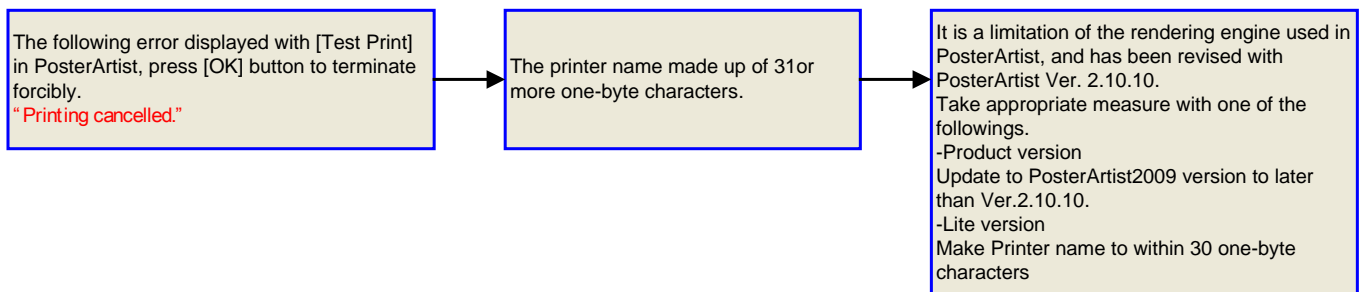 The following error displayed with [Test Print]
in PosterArtist, press [OK] button to terminate
forcibly.
“Printing cancelled.”
The printer name made up of 31or
more one-byte characters.
It is a limitation of the rendering engine used in
PosterArtist, and has been revised with
PosterArtist Ver. 2.10.10.
Take appropriate measure with one of the
followings.
-Product version
Update to PosterArtist2009 version to later
than Ver.2.10.10.
-Lite version
Make Printer name to within 30 one-byte
characters